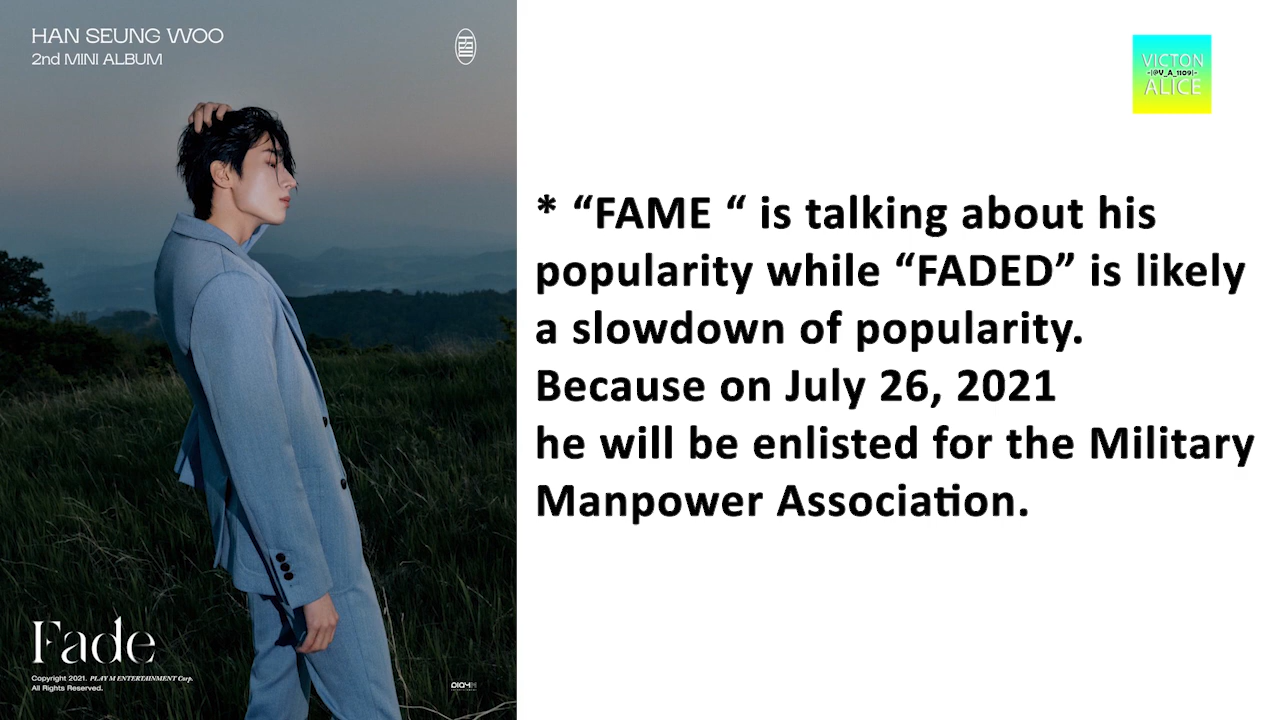 HAN SEUNG WOO
2nd MINI ALBUM
VICTON
-|@V_A_1109|-
ALICE
* “FAME “ is talking about his
popularity while “FADED” is likely
a slowdown of popularity.
Because on July 26, 2021
he will be enlisted for the Military
Manpower Association.
Fade
Copyright 2021. PLAY M ENTERTAINMENT Corp.
All Rights Reserved.